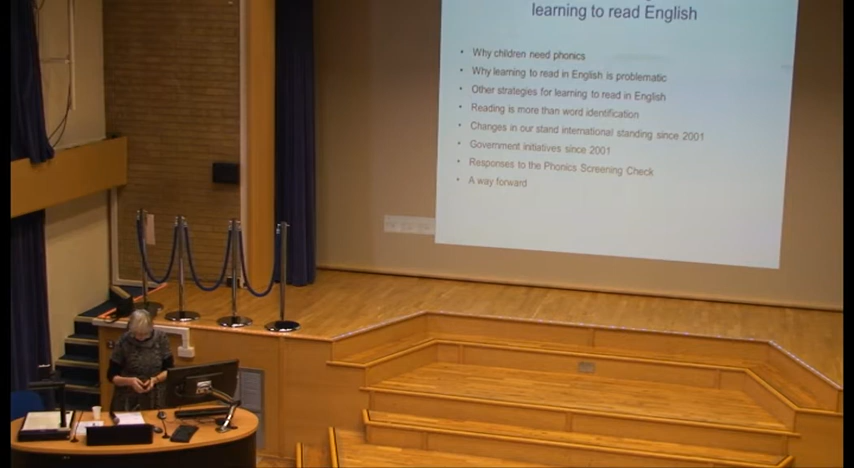 learning to read English
• Why children need phonics
• Why learning to read in English is problematic
• Other strategies for learning to read in English
• Reading is more than word identification
• Changes in our stand international standing since 2001
• Government initiatives since 2001
• Responses to the Phonics Screening Check
• A way forward